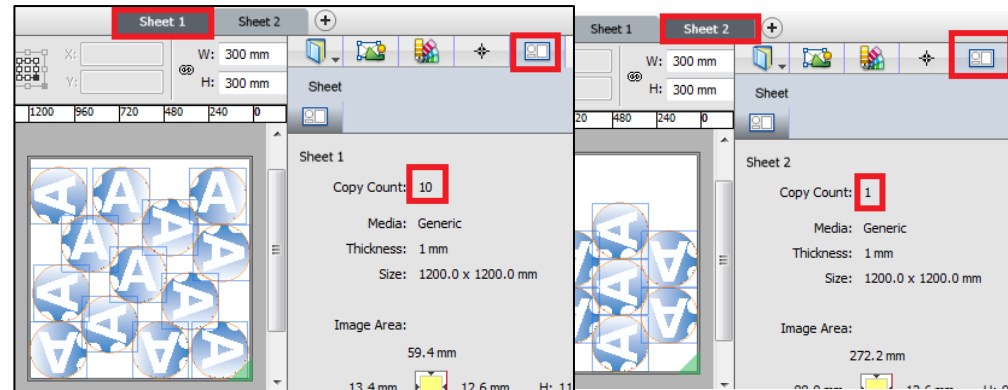 Sheet 1 Sheet 2
X: W: 300 mm
Y: H: 300 mm
1200 960 720 480 240 0
Sheet
Sheet 1
Copy Count: 10
Media: Generic
Thickness: 1 mm
Size: 1200.0 x 1200.0 mm
Image Area:
59.4 mm
13.4 mm 12.6 mm H: 11
A A A A A A A A A A A A A
Sheet 1 Sheet 2
W: 300 mm
H: 300 mm
20 480 240 0
Sheet
Sheet 2
Copy Count: 1
Media: Generic
Thickness: 1 mm
Size: 1200.0 x 1200.0 mm
Image Area:
272.2 mm
12.6 mm
A A A A A A A